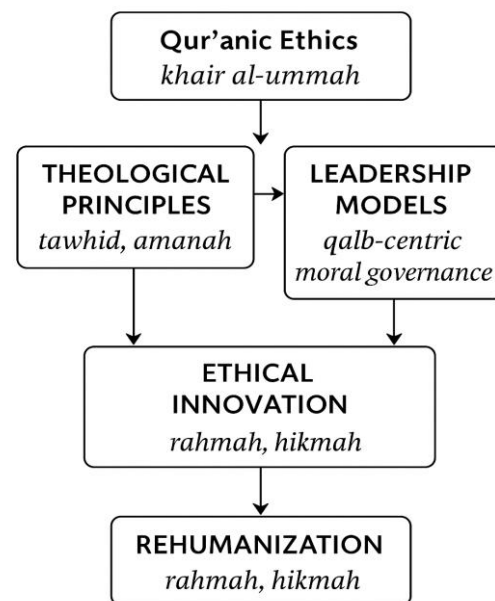 Qur’anic Ethics
khair al-ummah
THEOLOGICAL
PRINCIPLES
tawhid, amanah
LEADERSHIP
MODELS
qalb-centric
moral governance
ETHICAL
INNOVATION
rahmah, hikmah
REHUMANIZATION
rahmah, hikmah